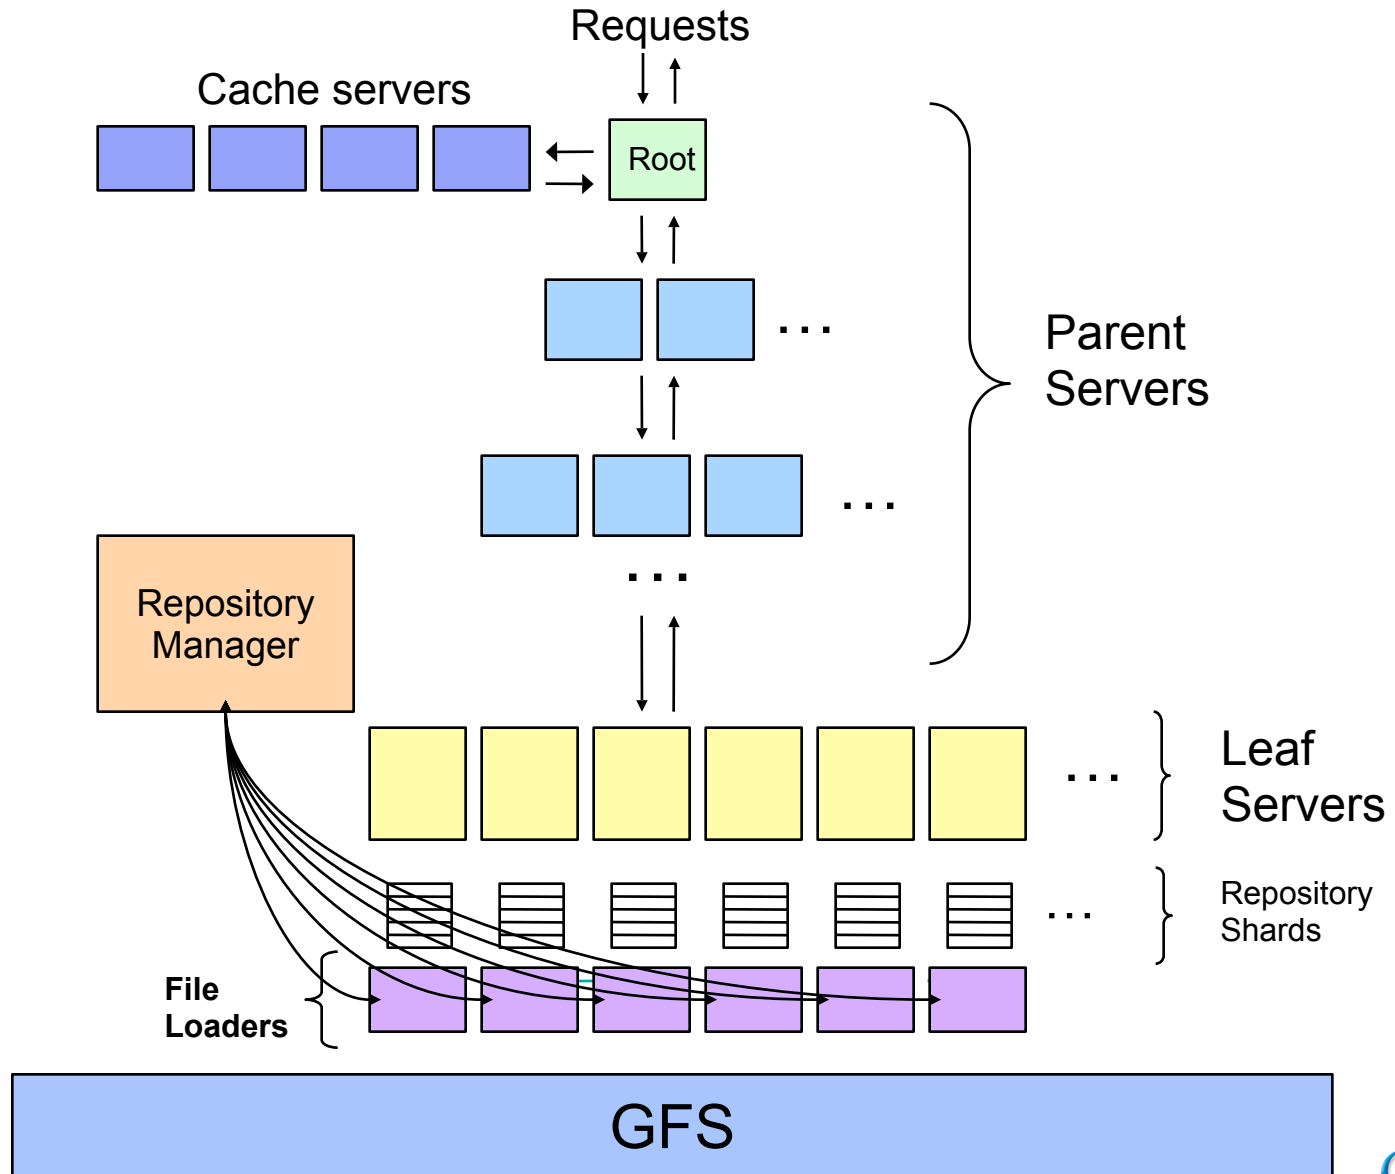 Requests
Cache servers
Root
. . .
Parent
Servers
. . .
. . .
Repository
Manager
Leaf
Servers
. . .
Repository
Shards
. . .
File
Loaders
GFS